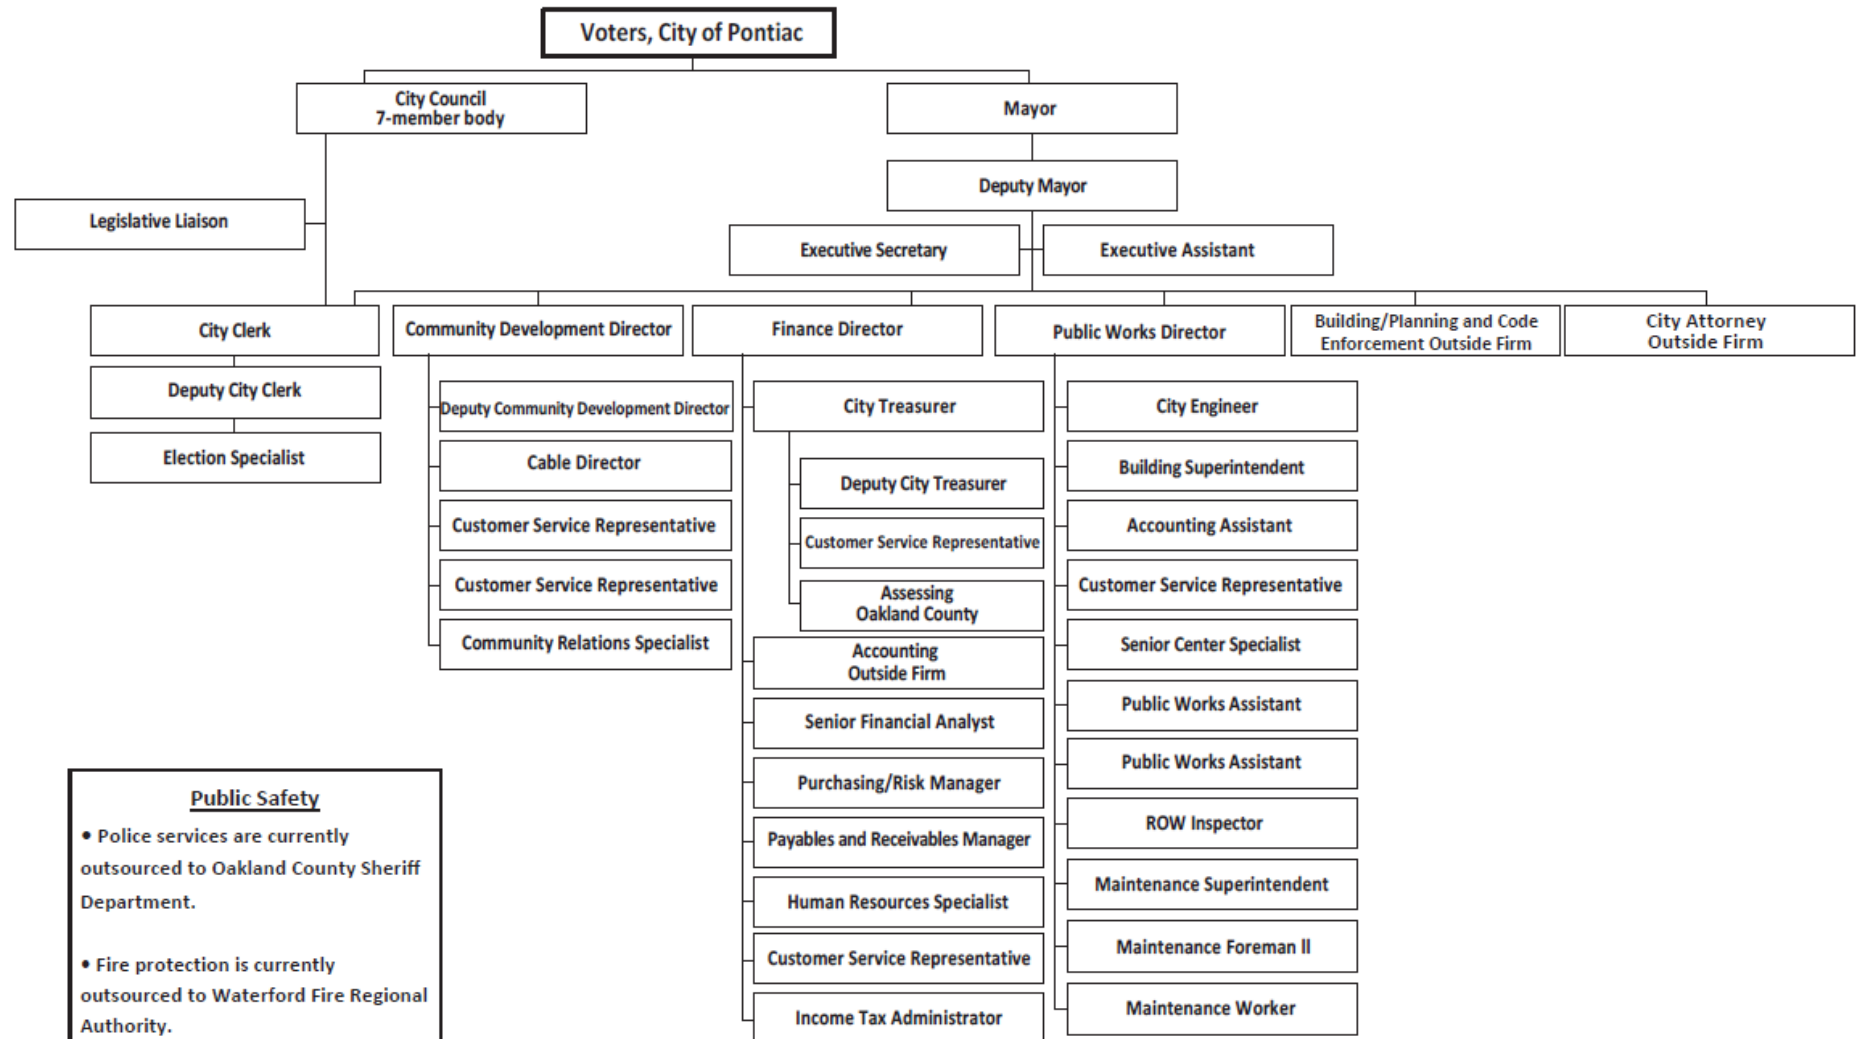 Voters, City of Pontiac
City Council
7-member body
Mayor
Deputy Mayor
Legislative Liaison
Executive Secretary
Executive Assistant
City Clerk
Community Development Director
Finance Director
Public Works Director
Building/Planning and Code
Enforcement Outside Firm
City Attorney
Outside Firm
Deputy City Clerk
Election Specialist
Deputy Community Development Director
Cable Director
Customer Service Representative
Customer Service Representative
Community Relations Specialist
City Treasurer
Deputy City Treasurer
Customer Service Representative
Assessing
Oakland County
Accounting
Outside Firm
Senior Financial Analyst
Purchasing/Risk Manager
Payables and Receivables Manager
Human Resources Specialist
Customer Service Representative
Income Tax Administrator
City Engineer
Building Superintendent
Accounting Assistant
Customer Service Representative
Senior Center Specialist
Public Works Assistant
Public Works Assistant
ROW Inspector
Maintenance Superintendent
Maintenance Foreman ll
Maintenance Worker
Public Safety
• Police services are currently
outsourced to Oakland County Sheriff
Department.
• Fire protection is currently
outsourced to Waterford Fire Regional
Authority.